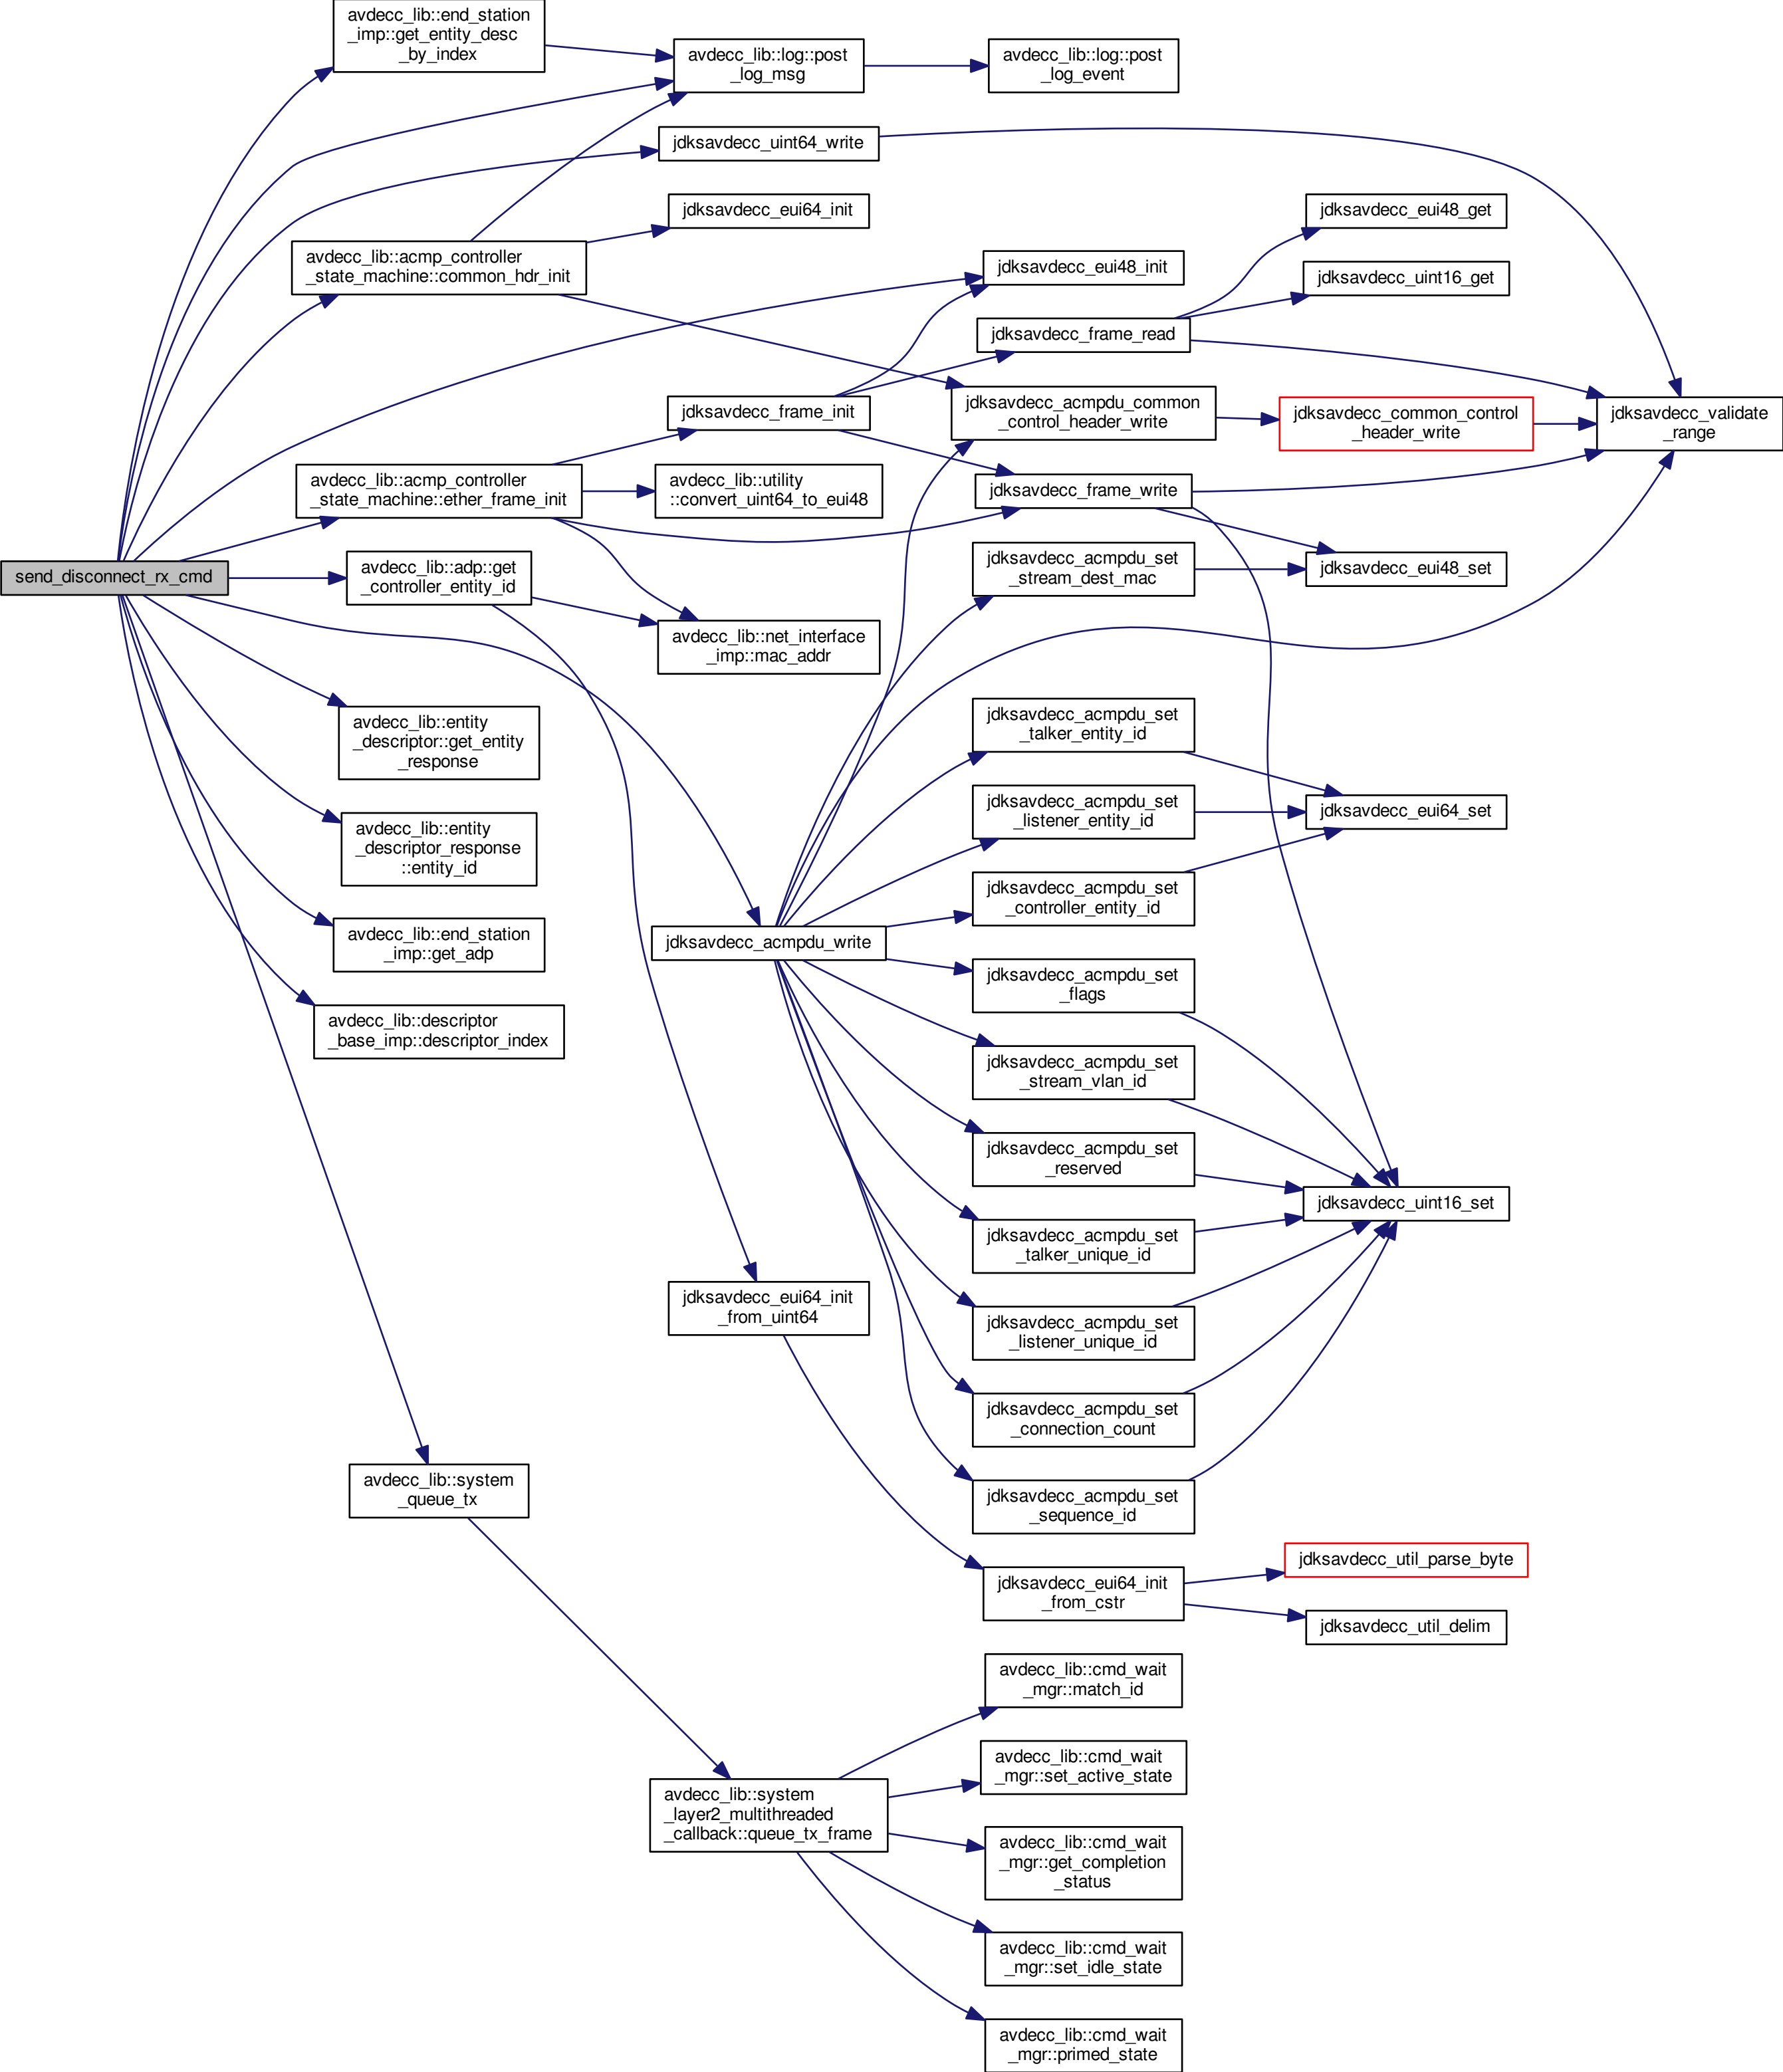 avdecc_lib::end_station
_imp::get_entity_desc
_by_index
avdecc_lib::log::post
_log_msg
avdecc_lib::log::post
_log_event
jdksavdecc_uint64_write
jdksavdecc_eui64_init
jdksavdecc_eui48_get
avdecc_lib::acmp_controller
_state_machine::common_hdr_init
jdksavdecc_eui48_init
jdksavdecc_uint16_get
jdksavdecc_frame_read
jdksavdecc_frame_init
jdksavdecc_acmpdu_common
_control_header_write
jdksavdecc_common_control
_header_write
jdksavdecc_validate
_range
avdecc_lib::acmp_controller
_state_machine::ether_frame_init
avdecc_lib::utility
::convert_uint64_to_eui48
jdksavdecc_frame_write
send_disconnect_rx_cmd
avdecc_lib::adp::get
_controller_entity_id
jdksavdecc_acmpdu_set
_stream_dest_mac
jdksavdecc_eui48_set
avdecc_lib::net_interface
_imp::mac_addr
avdecc_lib::entity
_descriptor::get_entity
_response
jdksavdecc_acmpdu_set
_talker_entity_id
avdecc_lib::entity
_descriptor_response
::entity_id
jdksavdecc_acmpdu_set
_listener_entity_id
jdksavdecc_eui64_set
jdksavdecc_acmpdu_set
_controller_entity_id
avdecc_lib::end_station
_imp::get_adp
jdksavdecc_acmpdu_write
jdksavdecc_acmpdu_set
_flags
avdecc_lib::descriptor
_base_imp::descriptor_index
jdksavdecc_acmpdu_set
_stream_vlan_id
jdksavdecc_acmpdu_set
_reserved
jdksavdecc_uint16_set
jdksavdecc_acmpdu_set
_talker_unique_id
jdksavdecc_eui64_init
_from_uint64
jdksavdecc_acmpdu_set
_listener_unique_id
jdksavdecc_acmpdu_set
_connection_count
avdecc_lib::system
_queue_tx
jdksavdecc_acmpdu_set
_sequence_id
jdksavdecc_eui64_init
_from_cstr
jdksavdecc_util_parse_byte
jdksavdecc_util_delim
avdecc_lib::cmd_wait
_mgr::match_id
avdecc_lib::cmd_wait
_mgr::set_active_state
avdecc_lib::system
_layer2_multithreaded
_callback::queue_tx_frame
avdecc_lib::cmd_wait
_mgr::get_completion
_status
avdecc_lib::cmd_wait
_mgr::set_idle_state
avdecc_lib::cmd_wait
_mgr::primed_state